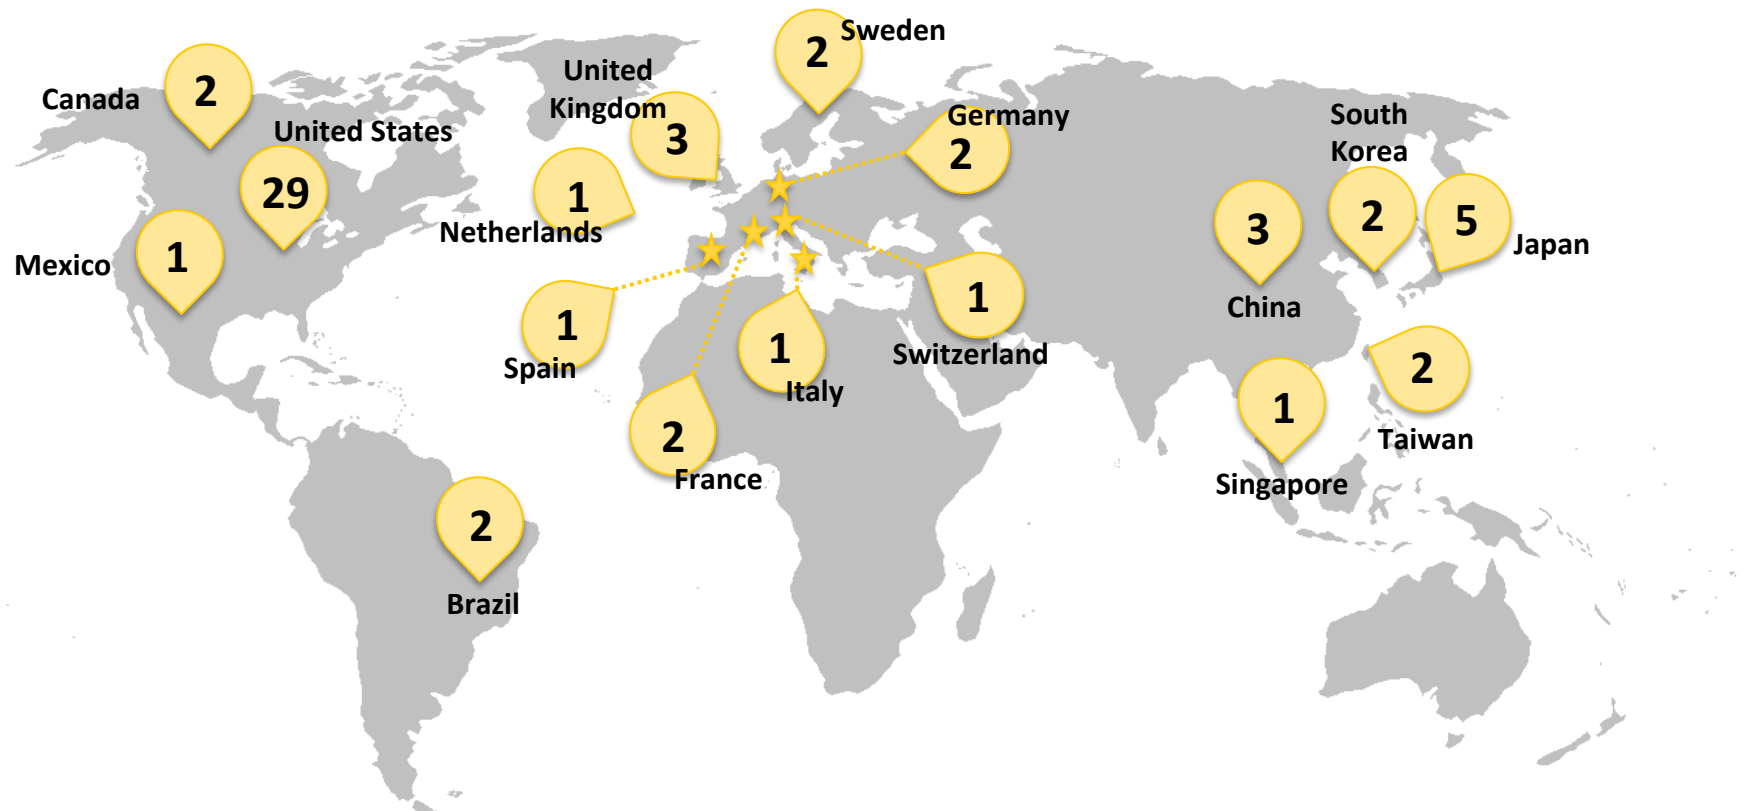 Sweden
2
United
Kingdom
3
Canada
2
United States
29
Germany
2
South
Korea
2
Netherlands
1
Mexico
1
3
China
5
Japan
1
Spain
1
Italy
1
Switzerland
2
Taiwan
1
Singapore
2
France
2
Brazil